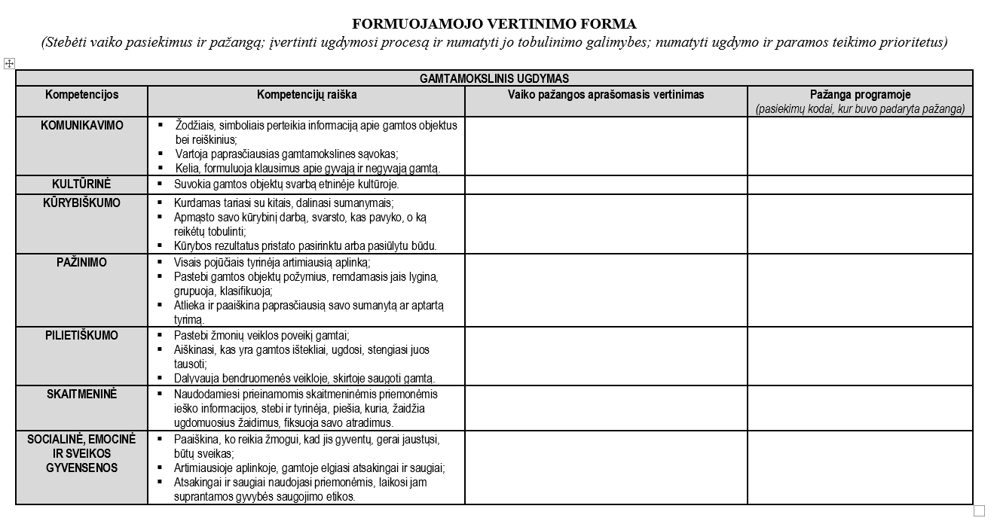 FORMUOJAMOJO VERTINIMO FORMA
(Stebėti vaiko pasiekimus ir pažangą; įvertinti ugdymosi procesą ir numatyti jo tobulinimo galimybes; numatyti ugdymo ir paramos teikimo prioritetus)
GAMTAMOKSLINIS UGDYMAS
Kompetencijos
Kompetencijų raiška
Vaiko pažangos aprašomasis vertinimas
Pažanga programoje
(pasiekimų kodai, kur buvo padaryta pažanga)
KOMUNIKAVIMO
▪ Žodžiais, simboliais perteikia informaciją apie gamtos objektus
bei reiškinius;
▪ Vartoja paprasčiausias gamtamokslines sąvokas;
▪ Kelia, formuluoja klausimus apie gyvąją ir negyvąją gamtą.
KULTŪRINĖ
▪ Suvokia gamtos objektų svarbą etninėje kultūroje.
KŪRYBIŠKUMO
▪ Kurdamas tariasi su kitais, dalinasi sumanymais;
▪ Apmąsto savo kūrybinį darbą, svarsto, kas pavyko, o ką
reikėtų tobulinti;
▪ Kūrybos rezultatus pristato pasirinktu arba pasiūlytu būdu.
PAŽINIMO
▪ Visais pojūčiais tyrinėja artimiausią aplinką;
▪ Pastebi gamtos objektų požymius, remdamasis jais lygina,
grupuoja, klasifikuoja;
▪ Atlieka ir paaiškina paprasčiausią savo sumanytą ar aptartą
tyrimą.
PILIETIŠKUMO
▪ Pastebi žmonių veiklos poveikį gamtai;
▪ Aiškinasi, kas yra gamtos ištekliai, ugdosi, stengiasi juos
tausoti;
▪ Dalyvauja bendruomenės veikloje, skirtoje saugoti gamtą.
SKAITMENINĖ
▪ Naudodamiesi prieinamomis skaitmeninėmis priemonėmis
ieško informacijos, stebi ir tyrinėja, piešia, kuria, žaidžia
ugdomuosius žaidimus, fiksuoja savo atradimus.
SOCIALINĖ, EMOCINĖ
IR SVEIKOS
GYVENSENOS
▪ Paaiškina, ko reikia žmogui, kad jis gyventų, gerai jaustųsi,
būtų sveikas;
▪ Artimiausioje aplinkoje, gamtoje elgiasi atsakingai ir saugiai;
▪ Atsakingai ir saugiai naudojasi priemonėmis, laikosi jam
suprantamos gyvybės saugojimo etikos.